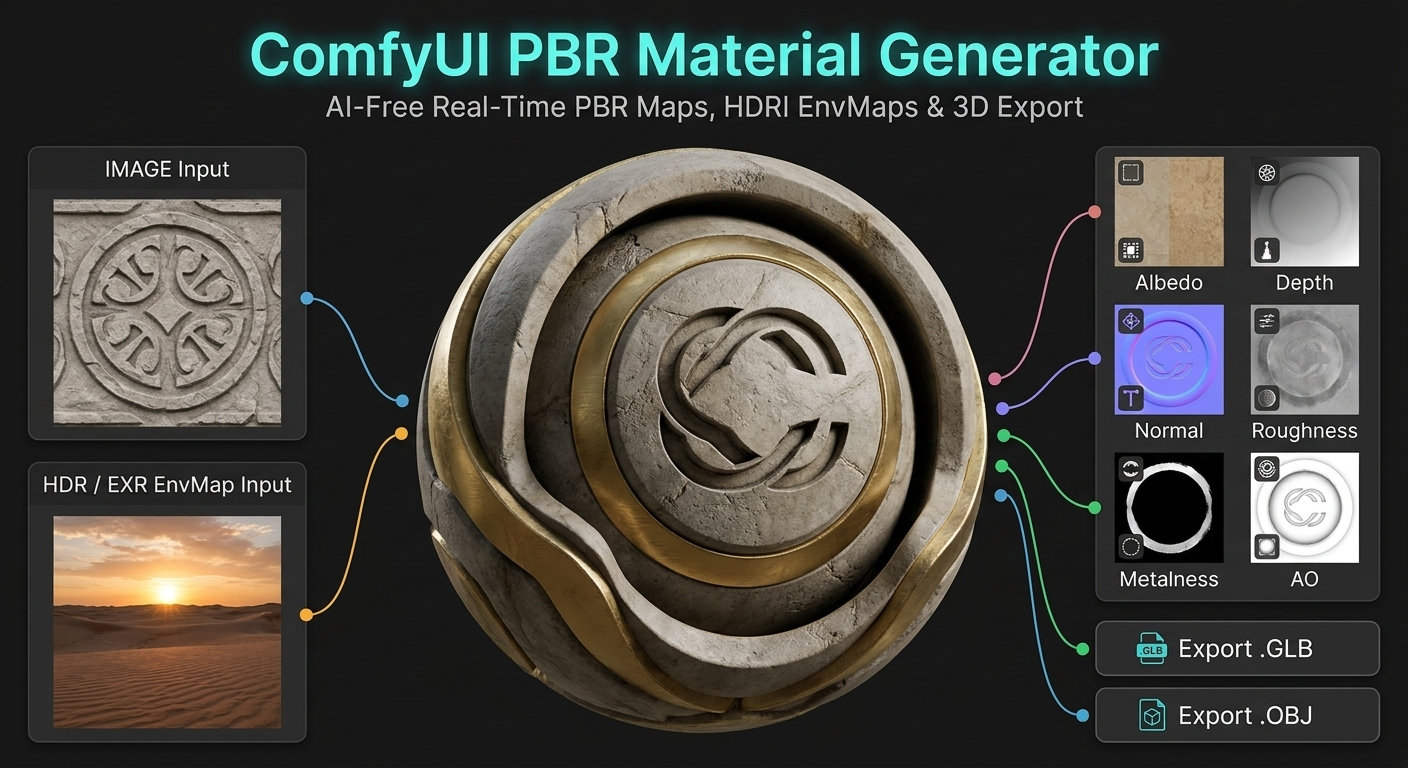 ComfyUI PBR Material Generator
AI-Free Real-Time PBR Maps, HDRI EnvMaps & 3D Export
IMAGE Input
HDR / EXR EnvMap Input
Albedo
Depth
T
Normal
Roughness
Metalness
AO
.GLB
Export .GLB
Export .OBJ